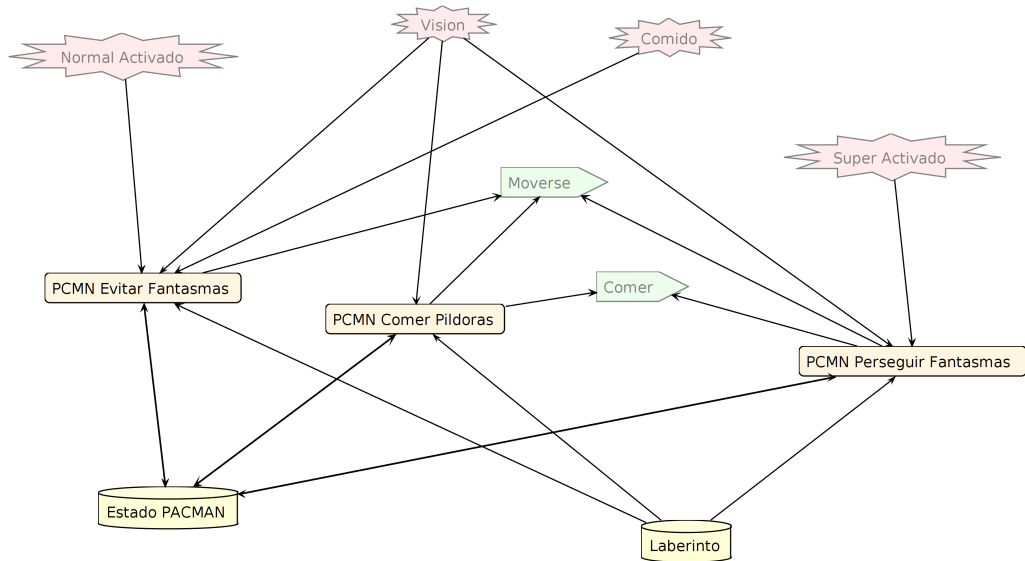 Vision
Comido
Normal Activado
Super Activado
Moverse
PCMN Evitar Fantasmas
Comer
PCMN Comer Pildoras
PCMN Perseguir Fantasmas
Estado PACMAN
Laberinto